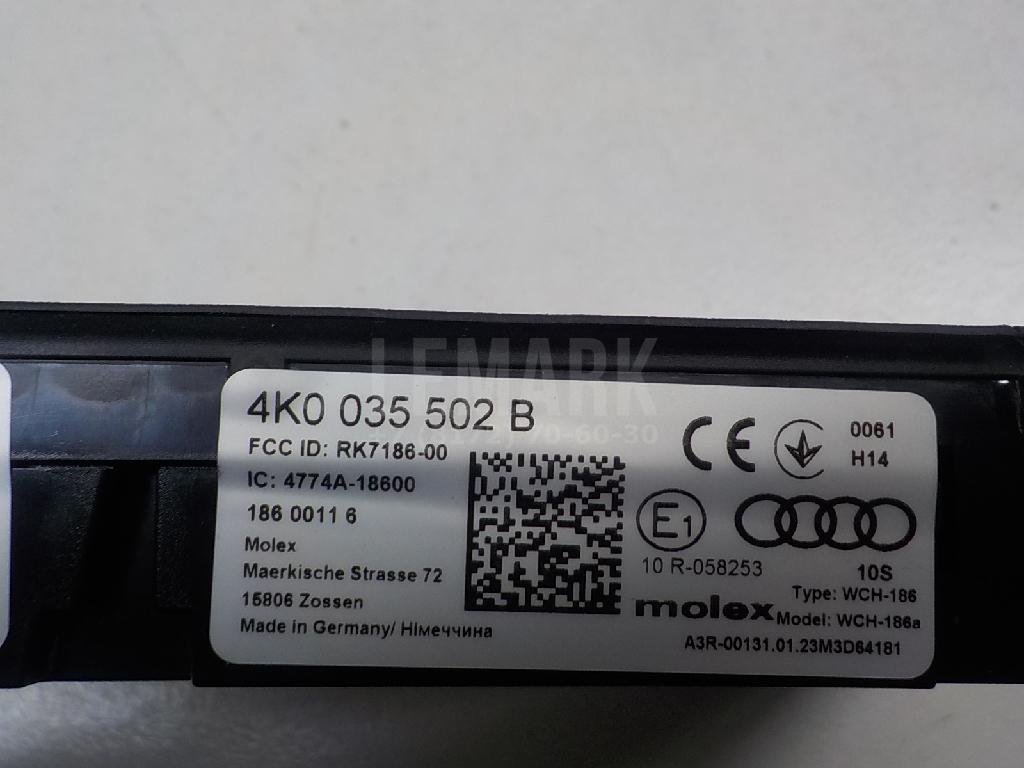 LEMARK
4K0 035 502 B
FCC ID: RK7186-00
IC: 4774A-18600
186 0011 6
Molex
Maerkische Strasse 72
15806 Zossen
Made in Germany/ Німеччина
CE
0061
H14
E1
10 R-058253
10S
molex
Type: WCH-186
Model: WCH-186a
A3R-00131.01.23M3D64181